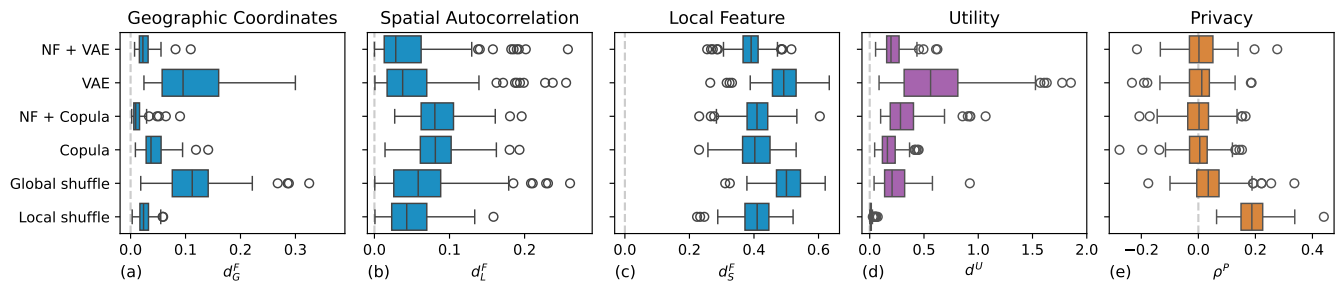 Geographic Coordinates
Spatial Autocorrelation
Local Feature
Utility
Privacy
NF + VAE
VAE
NF + Copula
Copula
Global shuffle
Local shuffle
0.0 0.1 0.2 0.3
0.0 0.1 0.2
0.0 0.2 0.4 0.6
0.0 0.5 1.0 1.5 2.0
−0.2 0.0 0.2 0.4
(a) d_G^F
(b) d_L^F
(c) d_S^F
(d) d^U
(e) ρ^P